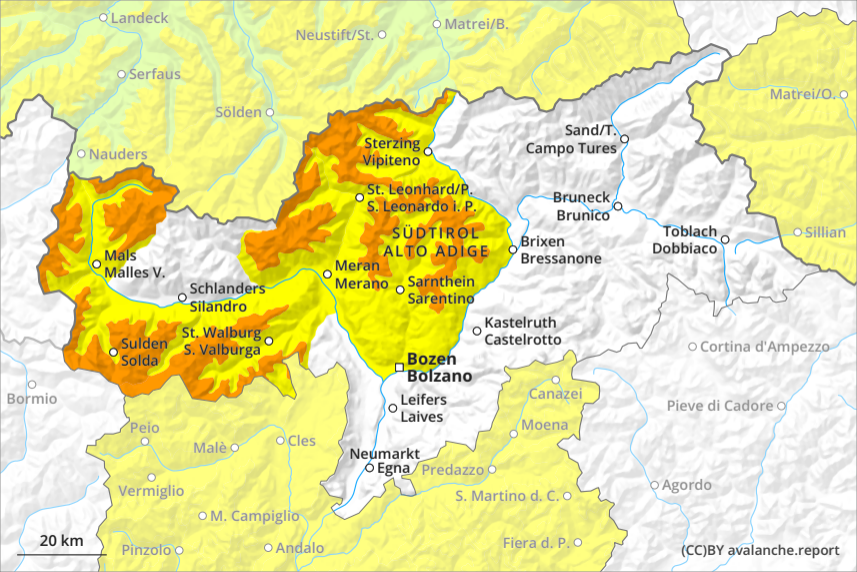 Landeck
Matrei/B.
Neustift/St.
Serfaus
Matrei/O.
Sölden
Sand/T.
Campo Tures
Sterzing
Vipiteno
Nauders
St. Leonhard/P.
S. Leonardo i. P.
Bruneck
Brunico
SÜDTIROL
ALTO ADIGE
Toblach
Dobbiaco
Sillian
Brixen
Bressanone
Mals
Malles V.
Meran
Merano
Sarnthein
Sarentino
Schlanders
Silandro
Kastelruth
Castelrotto
St. Walburg
S. Valburga
Sulden
Solda
Cortina d'Ampezzo
Bozen
Bolzano
Bormio
Canazei
Leifers
Laives
Pieve di Cadore
Peio
Moena
Malè
Cles
Neumarkt
Egna
Predazzo
Vermiglio
Agordo
S. Martino d. C.
M. Campiglio
20 km
Pinzolo
Andalo
Fiera d. P.
(CC)BY avalanche.report